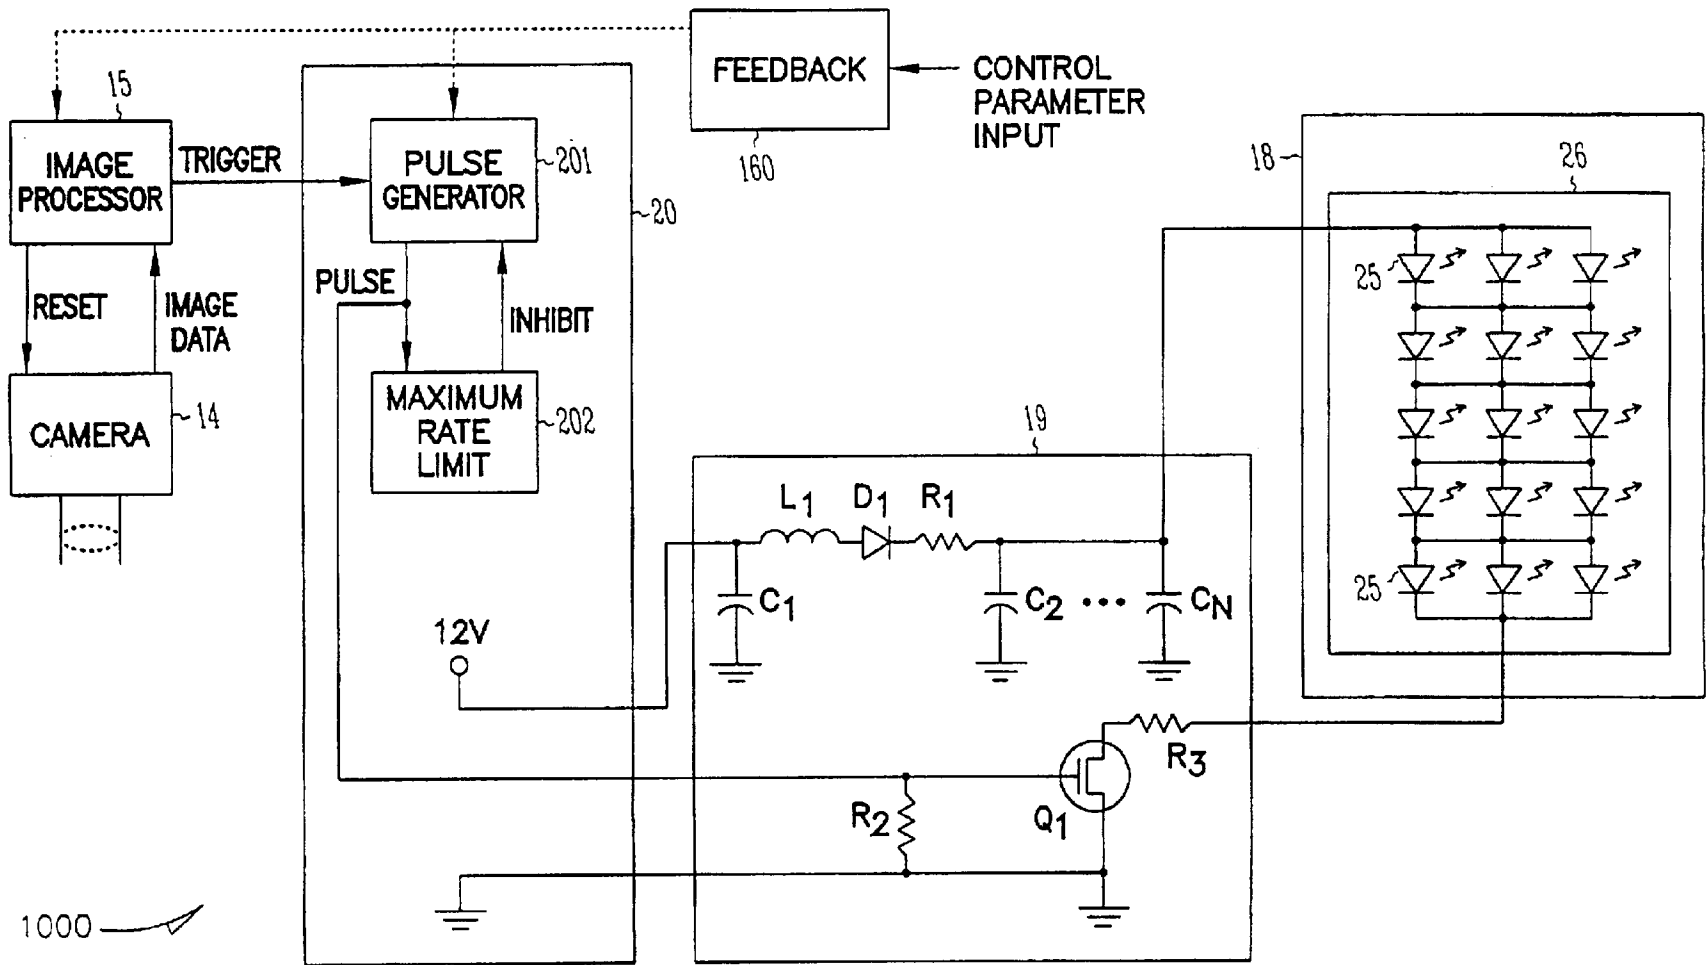 FEEDBACK
160
CONTROL
PARAMETER
INPUT
15
IMAGE
PROCESSOR
TRIGGER
PULSE
GENERATOR
201
20
18
26
25
25
RESET
IMAGE
DATA
PULSE
INHIBIT
CAMERA
14
MAXIMUM
RATE
LIMIT
202
19
L1
D1
R1
C1
C2
CN
12V
R3
R2
Q1
1000